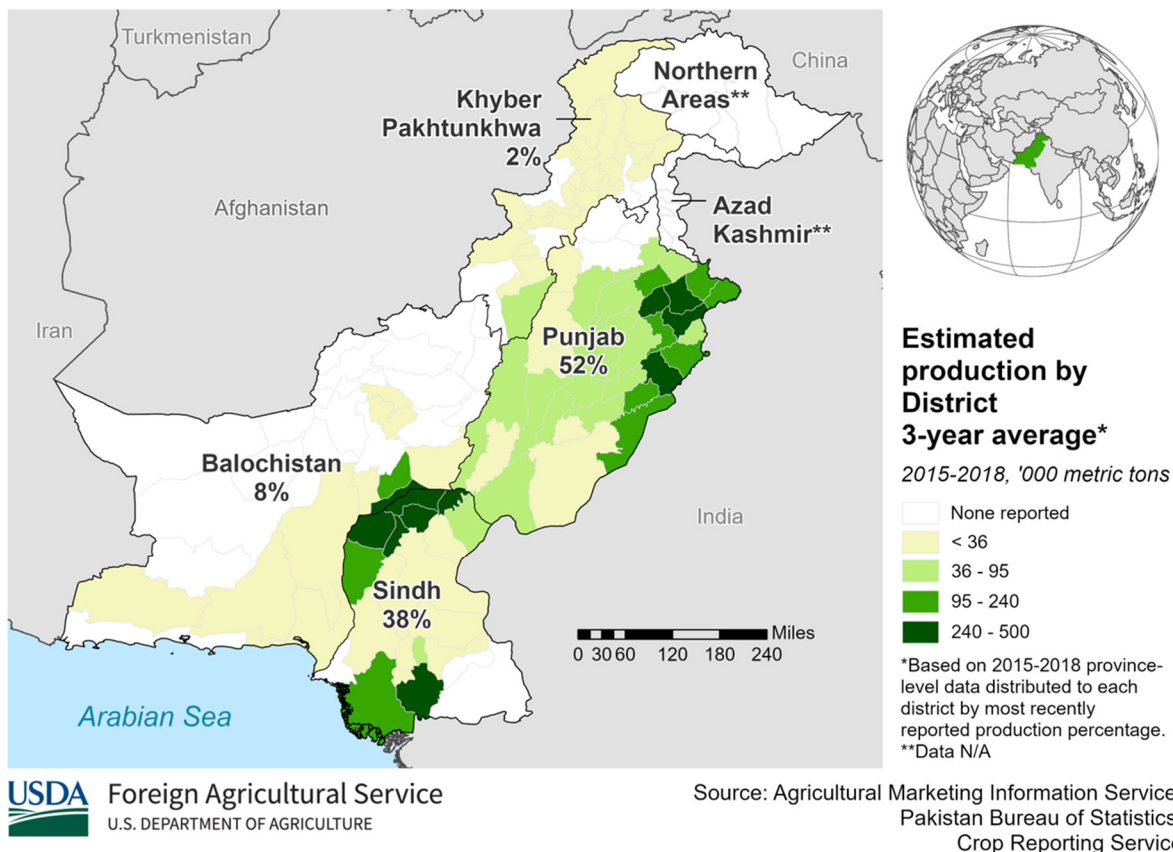 Turkmenistan
China
Northern
Areas**
Khyber
Pakhtunkhwa
2%
Afghanistan
Azad
Kashmir**
Iran
Punjab
52%
Balochistan
8%
India
Sindh
38%
Miles
0 30 60 120 180 240
Arabian Sea
Estimated
production by
District
3-year average*
2015-2018, '000 metric tons
None reported
< 36
36 - 95
95 - 240
240 - 500
*Based on 2015-2018 province-
level data distributed to each
district by most recently
reported production percentage.
**Data N/A
USDA
Foreign Agricultural Service
U.S. DEPARTMENT OF AGRICULTURE
Source: Agricultural Marketing Information Service
Pakistan Bureau of Statistics
Crop Reporting Service